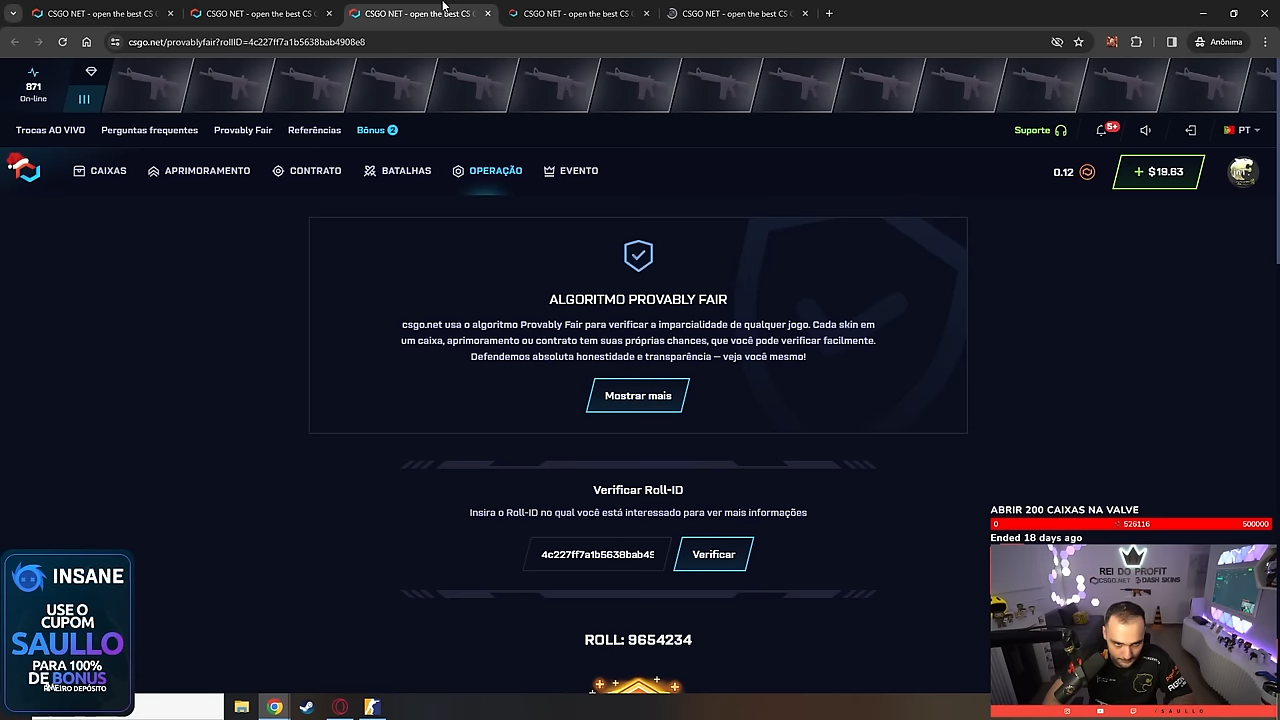 CSGO NET - open the best CS
CSGO NET - open the best CS
CSGO NET - open the best CS
CSGO NET - open the best CS
CSGO NET - open the best CS
csgo.net/provablyfair?rollID=4c227ff7a1b5638bab4908e8
Anônima
871
On-line
Trocas AO VIVO
Perguntas frequentes
Provably Fair
Referências
Bônus 2
Suporte
5+
PT
CAIXAS
APRIMORAMENTO
CONTRATO
BATALHAS
OPERAÇÃO
EVENTO
0.12
+ $19.63
ALGORITMO PROVABLY FAIR
csgo.net usa o algoritmo Provably Fair para verificar a imparcialidade de qualquer jogo. Cada skin em
um caixa, aprimoramento ou contrato tem suas próprias chances, que você pode verificar facilmente.
Defendemos absoluta honestidade e transparência — veja você mesmo!
Mostrar mais
Verificar Roll-ID
Insira o Roll-ID no qual você está interessado para ver mais informações
4c227ff7a1b5638bab49
Verificar
ROLL: 9654234
INSANE
USE O
CUPOM
SAULLO
PARA 100%
DE BONUS
ABRIR 200 CAIXAS NA VALVE
0
526116
500000
Ended 18 days ago
REI DO PROFIT
CSGO.NET
DASH SKINS
/SAULLO